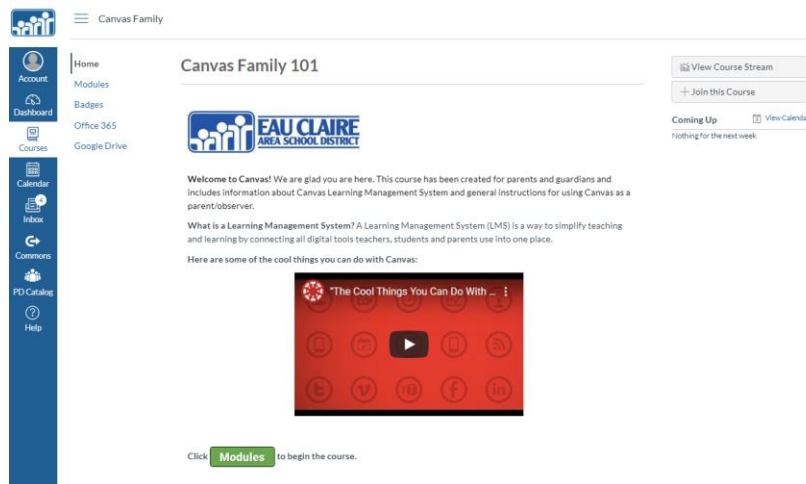 Canvas Family
Account
Dashboard
Courses
Calendar
4
Inbox
Commons
PD Catalog
Help
Home
Modules
Badges
Office 365
Google Drive
Canvas Family 101
EAU CLAIRE
AREA SCHOOL DISTRICT
Welcome to Canvas! We are glad you are here. This course has been created for parents and guardians and
includes information about Canvas Learning Management System and general instructions for using Canvas as a
parent/observer.
What is a Learning Management System? A Learning Management System (LMS) is a way to simplify teaching
and learning by connecting all digital tools teachers, students and parents use into one place.
Here are some of the cool things you can do with Canvas:
"The Cool Things You Can Do With ...
Click Modules to begin the course.
View Course Stream
Join this Course
Coming Up
View Calenda
Nothing for the next week